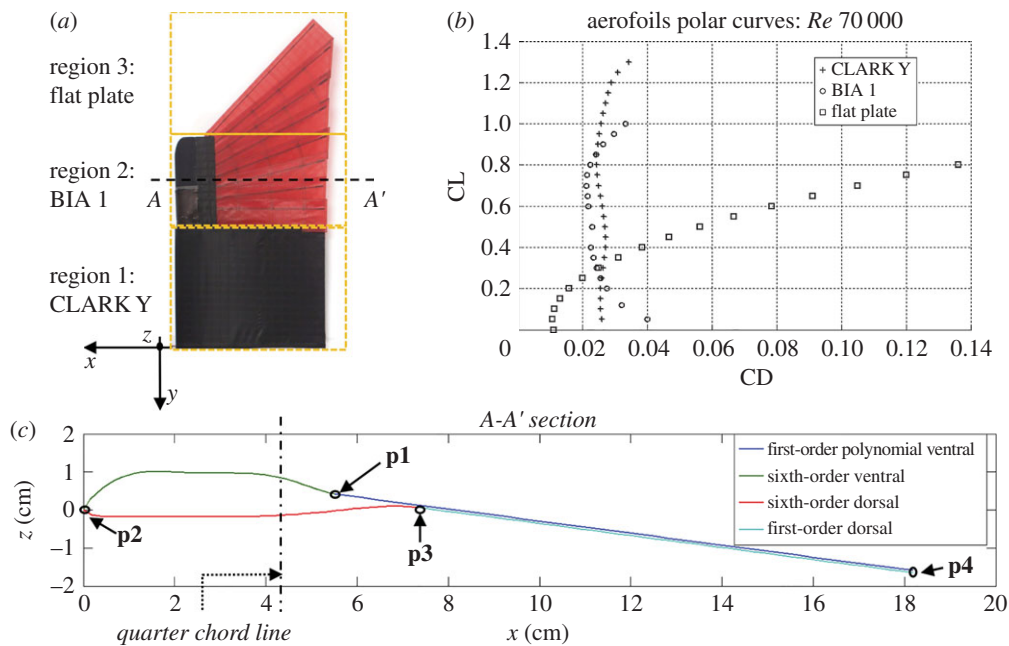 (a)
region 3:
flat plate
region 2:
BIA 1
A
A'
region 1:
CLARK Y
z
x
y
(b)
aerofoils polar curves: Re 70 000
1.4
1.2
1.0
0.8
0.6
0.4
0.2
CL
CLARK Y
BIA 1
flat plate
0 0.02 0.04 0.06 0.08 0.10 0.12 0.14
CD
(c)
A-A' section
2
1
0
−1
−2
z (cm)
p1
p2
p3
p4
first-order polynomial ventral
sixth-order ventral
sixth-order dorsal
first-order dorsal
0 2 4 6 8 10 12 14 16 18 20
quarter chord line
x (cm)